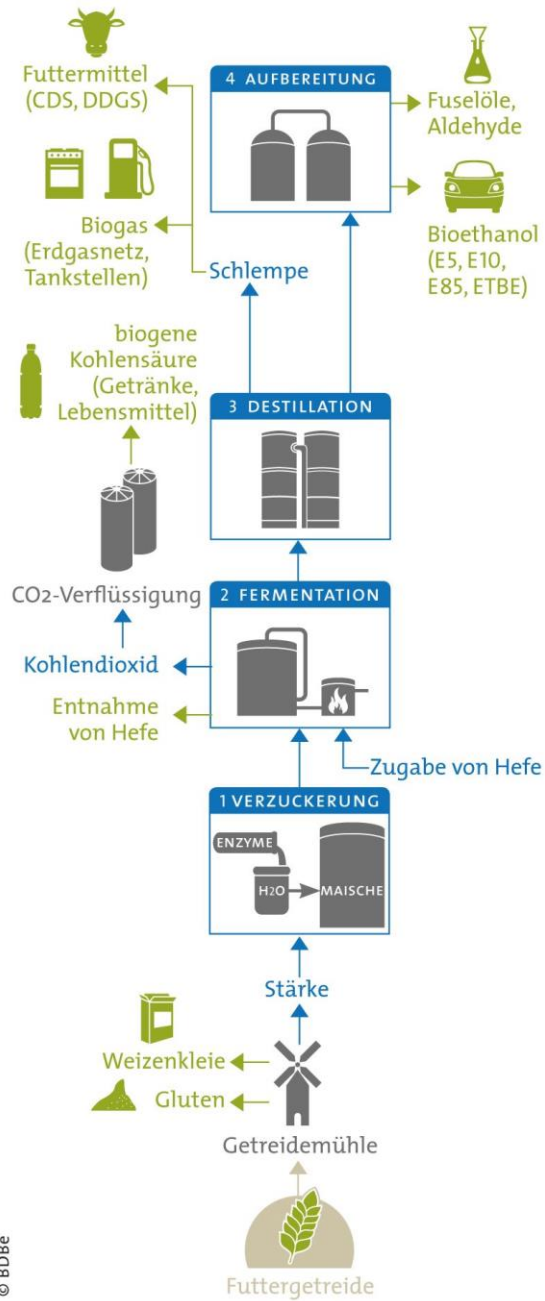 Futtermittel
(CDS, DDGS)
4 AUFBEREITUNG
Fuselöle,
Aldehyde
Biogas
(Erdgasnetz,
Tankstellen)
Bioethanol
(E5, E10,
E85, ETBE)
Schlempe
biogene
Kohlensäure
(Getränke,
Lebensmittel)
3 DESTILLATION
CO2-Verflüssigung
2 FERMENTATION
Kohlendioxid
Entnahme
von Hefe
Zugabe von Hefe
1 VERZUCKERUNG
ENZYME
H2O
MAISCHE
Stärke
Weizenkleie
Gluten
Getreidemühle
Futtergetreide
© BDBe